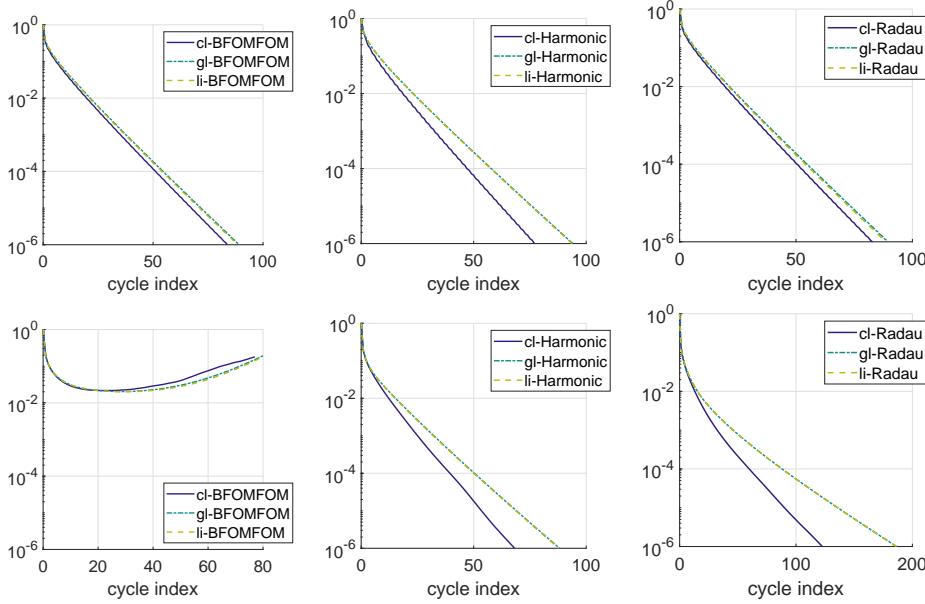 10^0
10^-2
10^-4
10^-6
0 50 100
cycle index
cl-BFOMFOM
gl-BFOMFOM
li-BFOMFOM
10^0
10^-2
10^-4
10^-6
0 50 100
cycle index
cl-Harmonic
gl-Harmonic
li-Harmonic
10^0
10^-2
10^-4
10^-6
0 50 100
cycle index
cl-Radau
gl-Radau
li-Radau
10^0
10^-2
10^-4
10^-6
0 20 40 60 80
cycle index
cl-BFOMFOM
gl-BFOMFOM
li-BFOMFOM
10^0
10^-2
10^-4
10^-6
0 50 100
cycle index
cl-Harmonic
gl-Harmonic
li-Harmonic
10^0
10^-2
10^-4
10^-6
0 100 200
cycle index
cl-Radau
gl-Radau
li-Radau